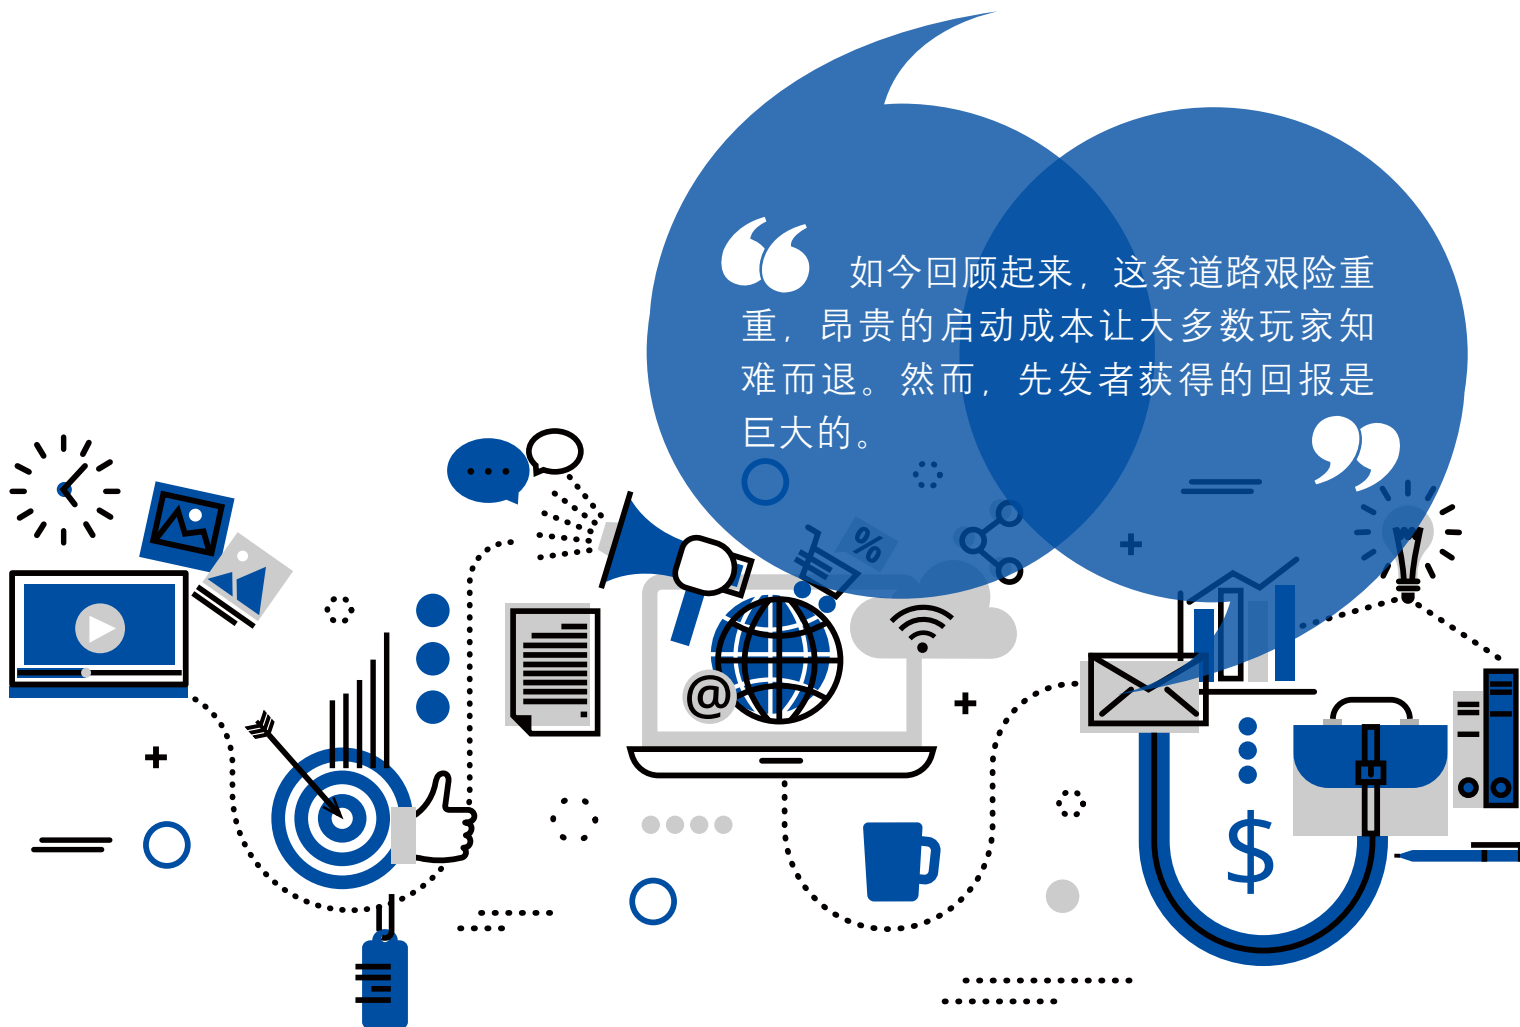 如今回顾起来，这条道路艰险重
重，昂贵的启动成本让大多数玩家知
难而退。然而，先发者获得的回报是
巨大的。
%
@
$